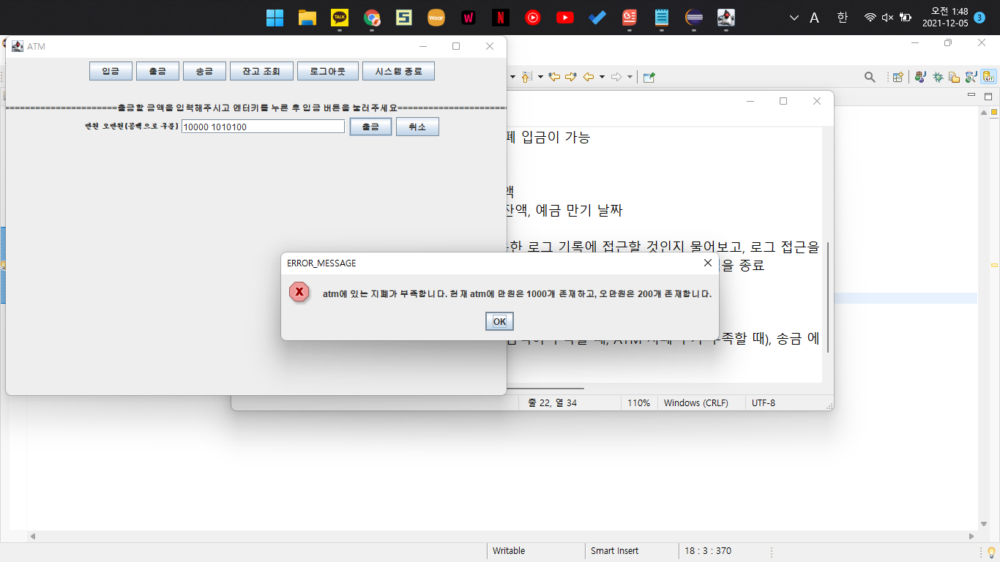 TALK
S
Wear
W
N
A
한
오전 1:48
2021-12-05
3
ATM
입금
출금
송금
잔고 조회
로그아웃
시스템 종료
======================출금할 금액을 입력해주시고 엔터키를 누른 후 입금 버튼을 눌러주세요======================
만원 오만원(공백으로 구분)
10000 1010100
출금
취소
GIT
입금이 가능
잔액, 예금 만기 날짜
로그 기록에 접근할 것인지 물어보고, 로그 접근을
종료
ERROR_MESSAGE
atm에 있는 지폐가 부족합니다. 현재 atm에 만원은 1000개 존재하고, 오만원은 200개 존재합니다.
OK
때), 송금 에
줄 22, 열 34
110%
Windows (CRLF)
UTF-8
Writable
Smart Insert
18 : 3 : 370